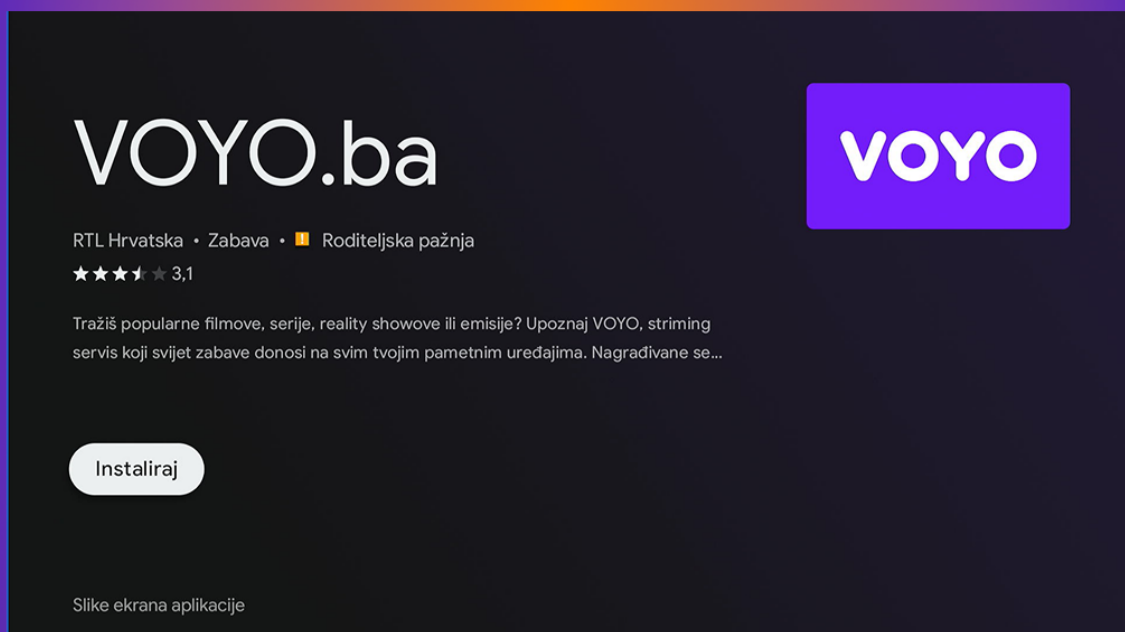 VOYO.ba
VOYO
RTL Hrvatska • Zabava • Roditeljska pažnja
3,1
Tražiš popularne filmove, serije, reality showove ili emisije? Upoznaj VOYO, striming
servis koji svijet zabave donosi na svim tvojim pametnim uređajima. Nagrađivane se...
Instaliraj
Slike ekrana aplikacije